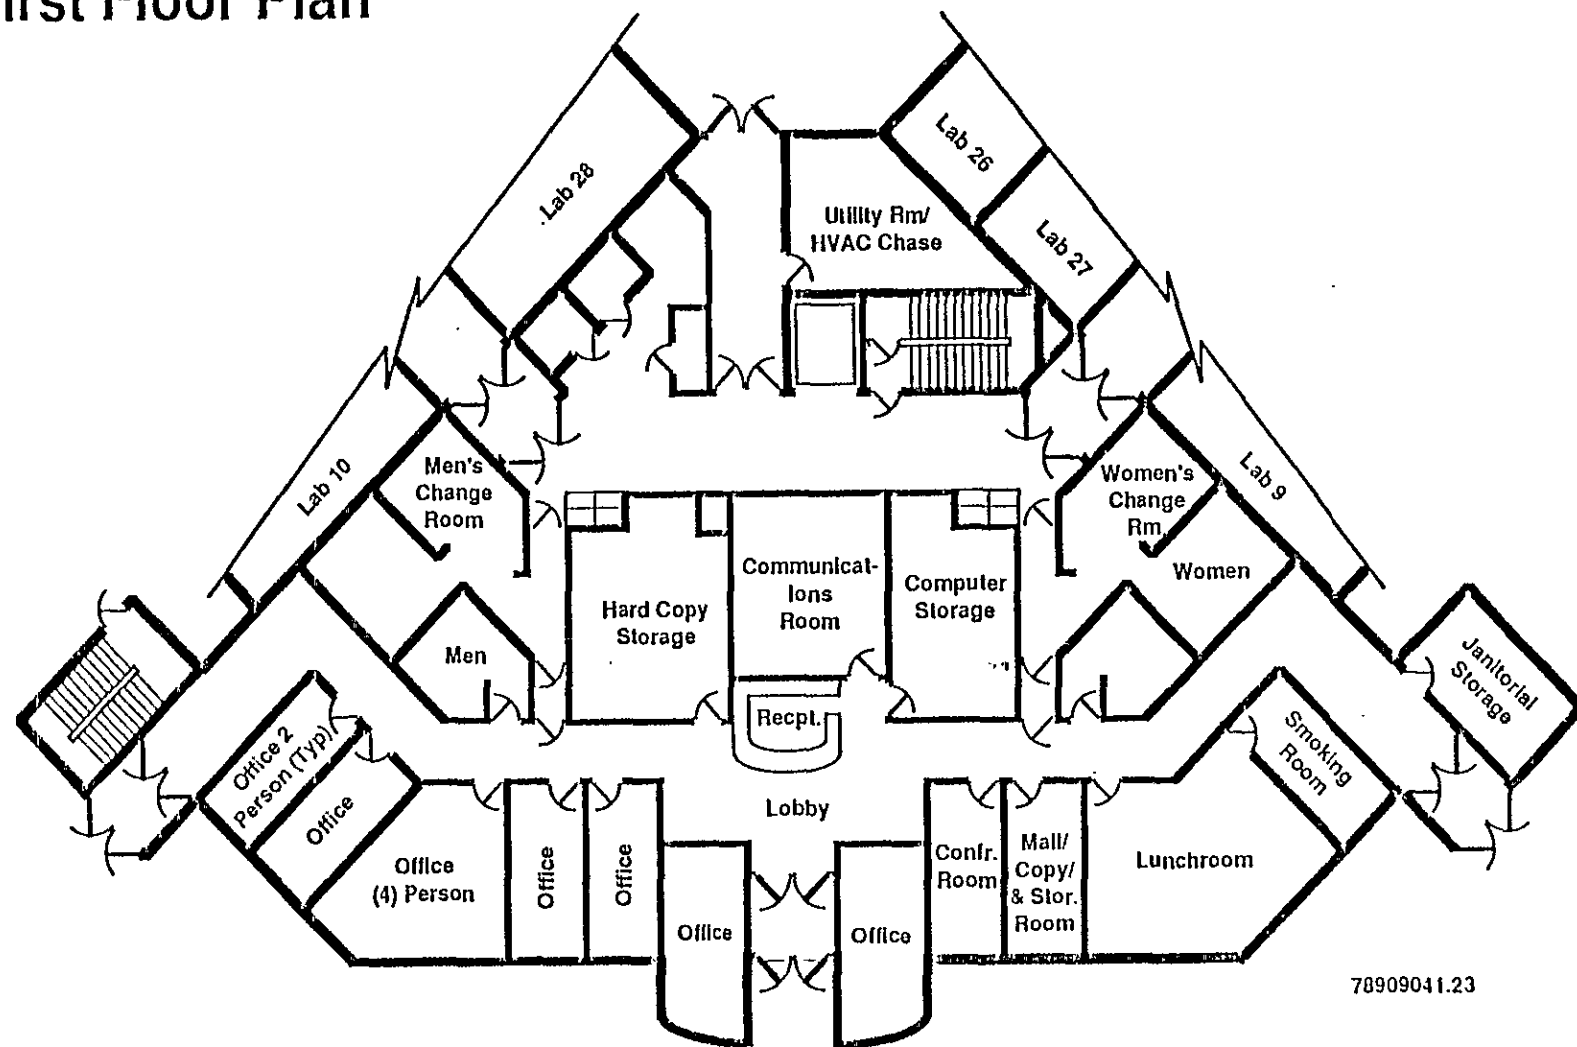 First Floor Plan
Lab 28
Lab 26
Utility Rm/
HVAC Chase
Lab 27
Lab 10
Men's
Change
Room
Women's
Change
Rm.
Lab 9
Communicat-
ions
Room
Computer
Storage
Hard Copy
Storage
Women
Men
Janitorial
Storage
Recpt.
Smoking
Room
Office 2
Person (Typ)
Office
Lobby
Office
(4) Person
Office
Office
Confr.
Room
Mail/
Copy/
& Stor.
Room
Lunchroom
Office
Office
78909041.23